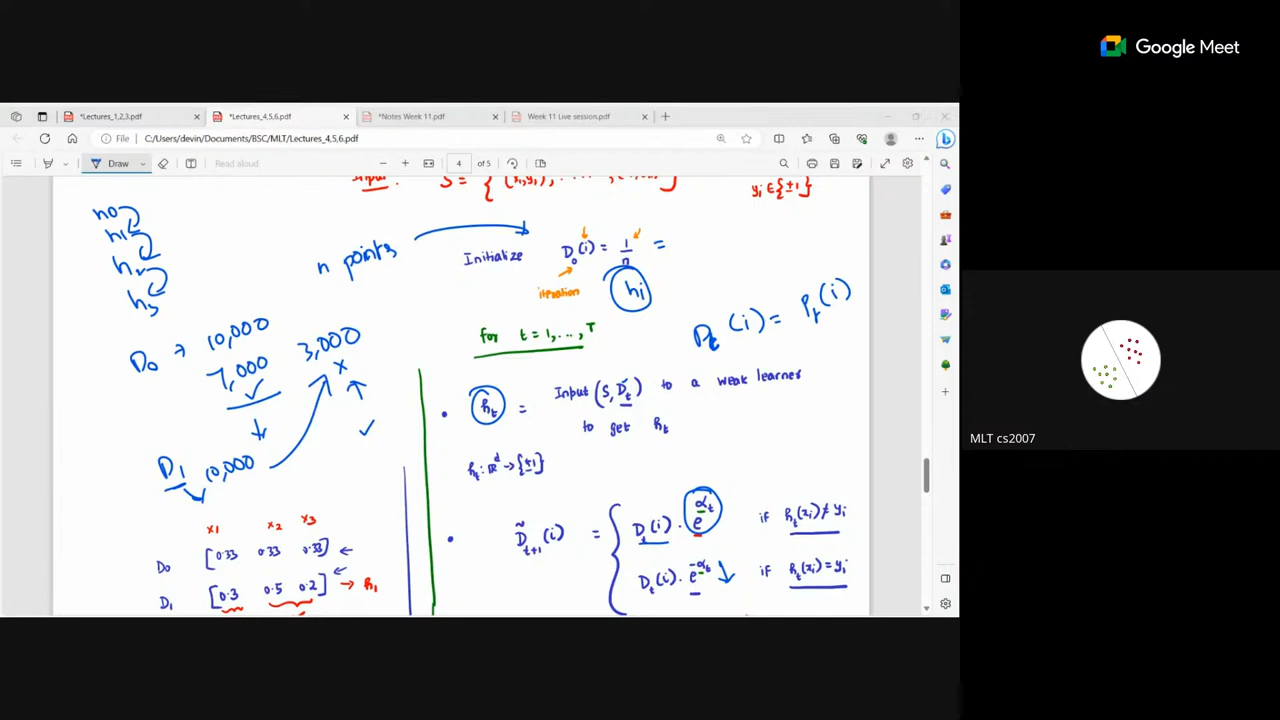 Google Meet
*Lectures_1,2,3.pdf
*Lectures_4,5,6.pdf
*Notes Week 11.pdf
Week 11 Live session.pdf
File
C:/Users/devin/Documents/BSC/MLT/Lectures_4,5,6.pdf
Draw
Read aloud
4 of 5
Input : S = { (x₁,y₁), ....,
yᵢ ∈ {±1}
h0
h1
h2
h3
n points
Initialize D₀(i) = 1/n =
iteration
hi
for t = 1,..., T
Dₜ(i) = Pₜ(i)
D0 → 10,000
7,000 ✓ 3,000 x
✓
D1 10,000
hₜ = Input (S, Dₜ) to a weak learner
to get hₜ
hₜ : ℝᵈ → {±1}
D̃ₜ₊₁(i) = { Dₜ(i) · e^αₜ if hₜ(xᵢ) ≠ yᵢ
Dₜ(i) · e^-αₜ ↓ if hₜ(xᵢ) = yᵢ
x1 x2 x3
D0 [0.33 0.33 0.33] ←
D1 [0.3 0.5 0.2] → h1
MLT cs2007